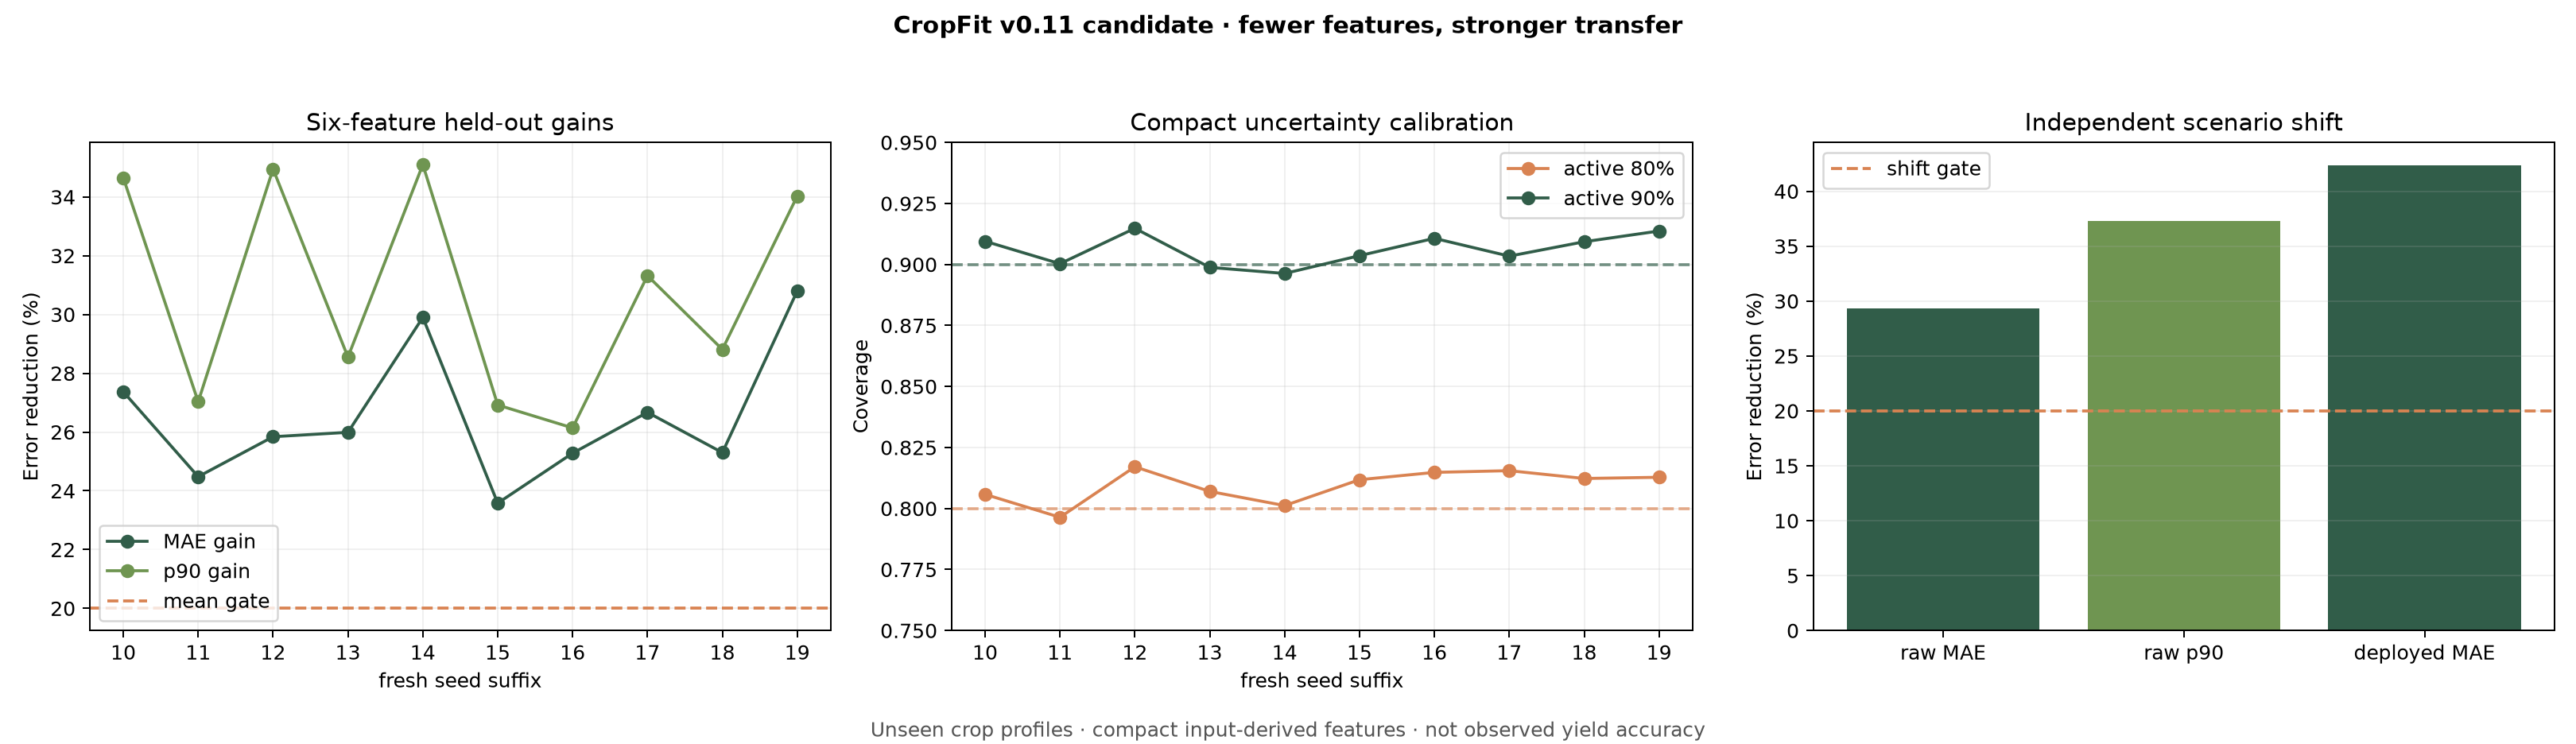 CropFit v0.11 candidate · fewer features, stronger transfer
Six-feature held-out gains
Error reduction (%)
34
32
30
28
26
24
22
20
MAE gain
p90 gain
mean gate
10 11 12 13 14 15 16 17 18 19
fresh seed suffix
Compact uncertainty calibration
Coverage
0.950
0.925
0.900
0.875
0.850
0.825
0.800
0.775
0.750
active 80%
active 90%
10 11 12 13 14 15 16 17 18 19
fresh seed suffix
Independent scenario shift
Error reduction (%)
40
35
30
25
20
15
10
5
0
shift gate
raw MAE raw p90 deployed MAE
Unseen crop profiles · compact input-derived features · not observed yield accuracy